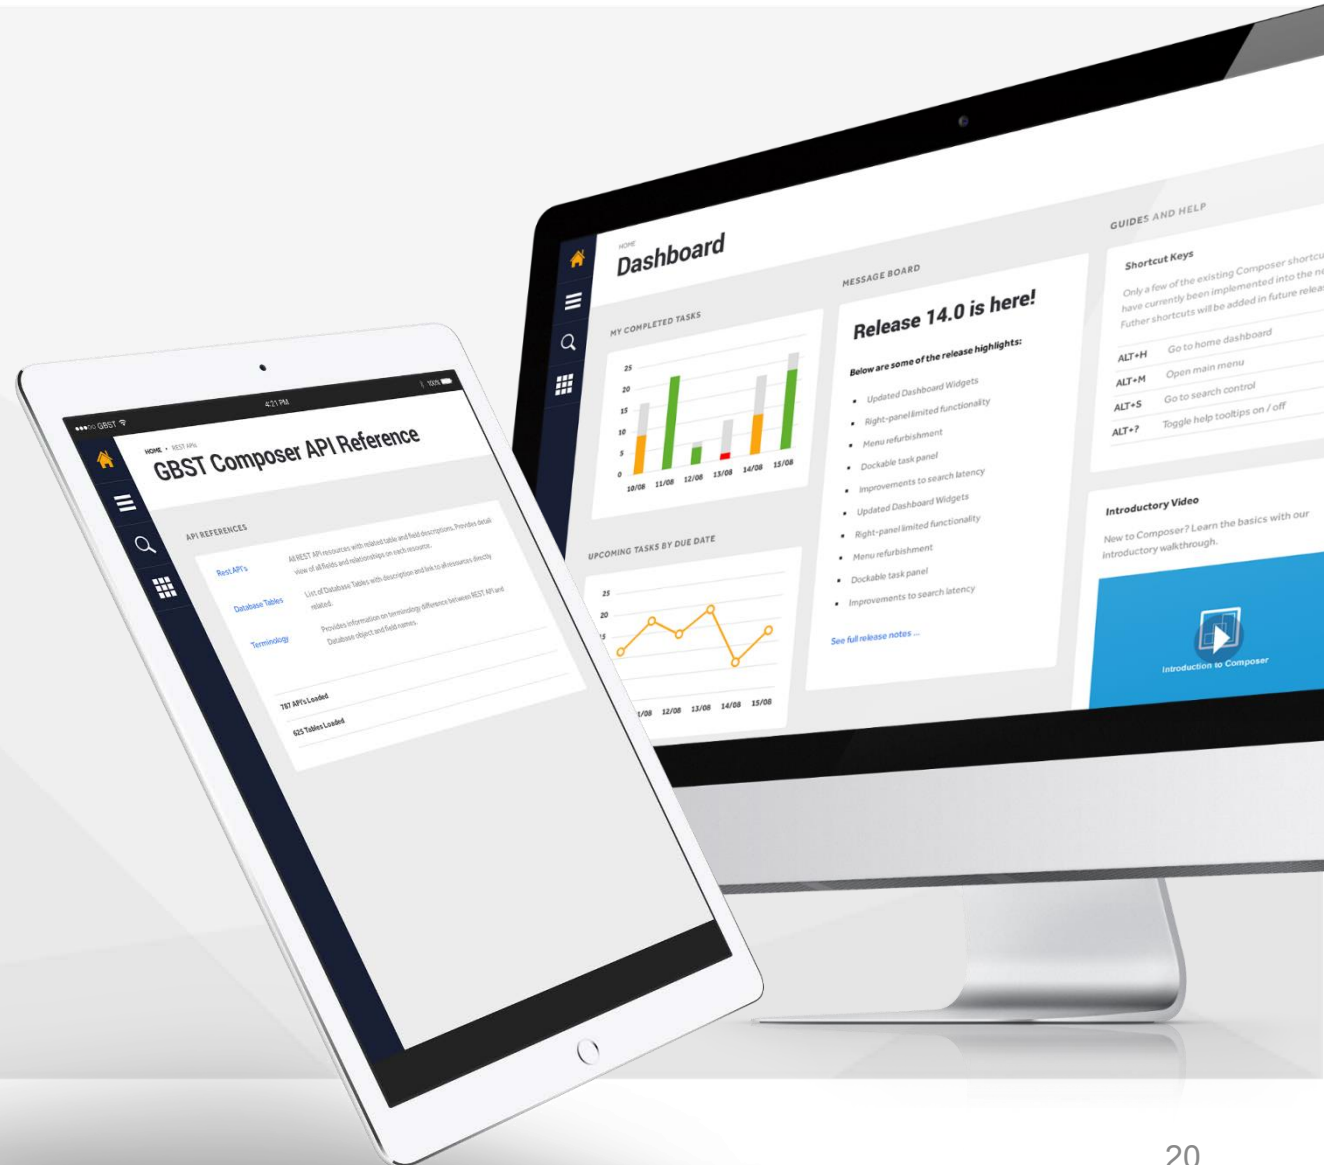 GBST
4:21 PM
100%
HOME • REST APIs
GBST Composer API Reference
API REFERENCES
Rest API's
All REST API resources with related table and field descriptions. Provides detail
view of all fields and relationships on each resource.
Database Tables
List of Database Tables with description and link to all resources directly
related.
Terminology
Provides information on terminology difference between REST API and
Database object and field names.
787 API's Loaded
625 Tables Loaded
HOME
Dashboard
MY COMPLETED TASKS
25
20
15
10
5
0
10/08 11/08 12/08 13/08 14/08 15/08
UPCOMING TASKS BY DUE DATE
25
20
1/08 12/08 13/08 14/08 15/08
MESSAGE BOARD
Release 14.0 is here!
Below are some of the release highlights:
• Updated Dashboard Widgets
• Right-panel limited functionality
• Menu refurbishment
• Dockable task panel
• Improvements to search latency
• Updated Dashboard Widgets
• Right-panel limited functionality
• Menu refurbishment
• Dockable task panel
• Improvements to search latency
See full release notes ...
GUIDES AND HELP
Shortcut Keys
Only a few of the existing Composer shortcu
have currently been implemented into the ne
Futher shortcuts will be added in future relea
ALT+H Go to home dashboard
ALT+M Open main menu
ALT+S Go to search control
ALT+? Toggle help tooltips on / off
Introductory Video
New to Composer? Learn the basics with our
introductory walkthrough.
Introduction to Composer
20